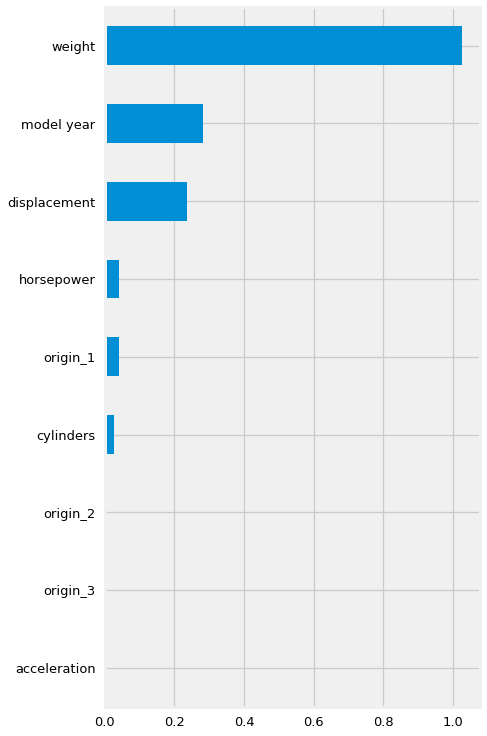 weight
model year
displacement
horsepower
origin_1
cylinders
origin_2
origin_3
acceleration
0.0 0.2 0.4 0.6 0.8 1.0